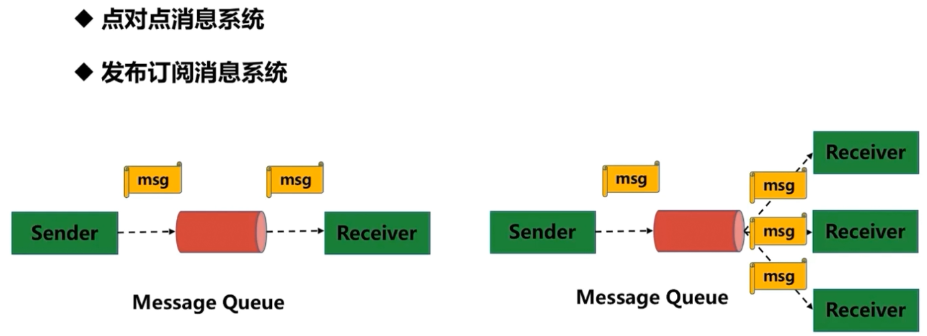 ◆ 点对点消息系统
◆ 发布订阅消息系统
msg
msg
Sender
Receiver
Message Queue
msg
msg
msg
msg
Sender
Receiver
Receiver
Receiver
Message Queue